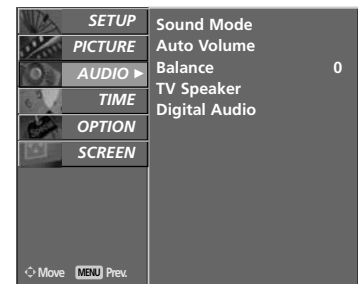 SETUP
PICTURE
AUDIO ▶
TIME
OPTION
SCREEN
Sound Mode
Auto Volume
Balance 0
TV Speaker
Digital Audio
Move MENU Prev.